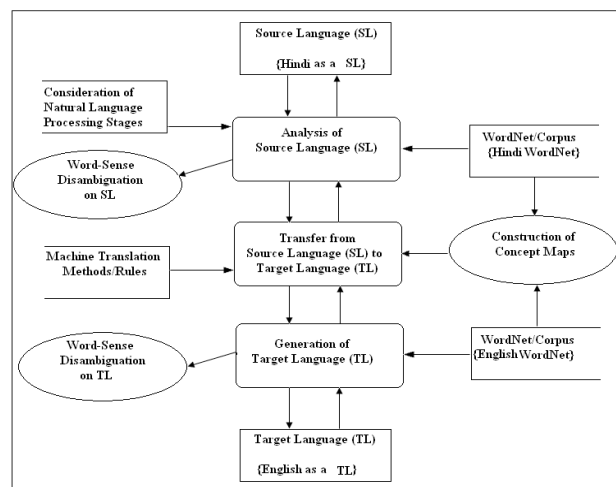 Source Language (SL)
{Hindi as a SL}
Consideration of
Natural Language
Processing Stages
Analysis of
Source Language (SL)
WordNet/Corpus
{Hindi WordNet}
Word-Sense
Disambiguation
on SL
Transfer from
Source Language (SL) to
Target Language (TL)
Construction of
Concept Maps
Machine Translation
Methods/Rules
Generation of
Target Language (TL)
WordNet/Corpus
{English WordNet}
Word-Sense
Disambiguation
on TL
Target Language (TL)
{English as a TL}